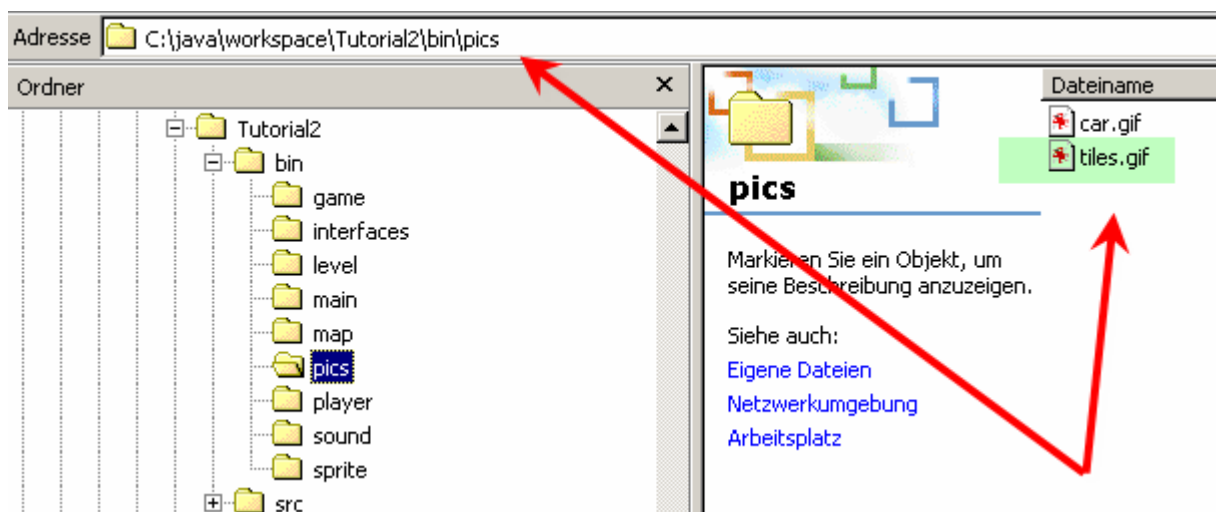 Adresse C:\java\workspace\Tutorial2\bin\pics
Ordner
Tutorial2
bin
game
interfaces
level
main
map
pics
player
sound
sprite
src
pics
Markieren Sie ein Objekt, um
seine Beschreibung anzuzeigen.
Siehe auch:
Eigene Dateien
Netzwerkumgebung
Arbeitsplatz
Dateiname
car.gif
tiles.gif